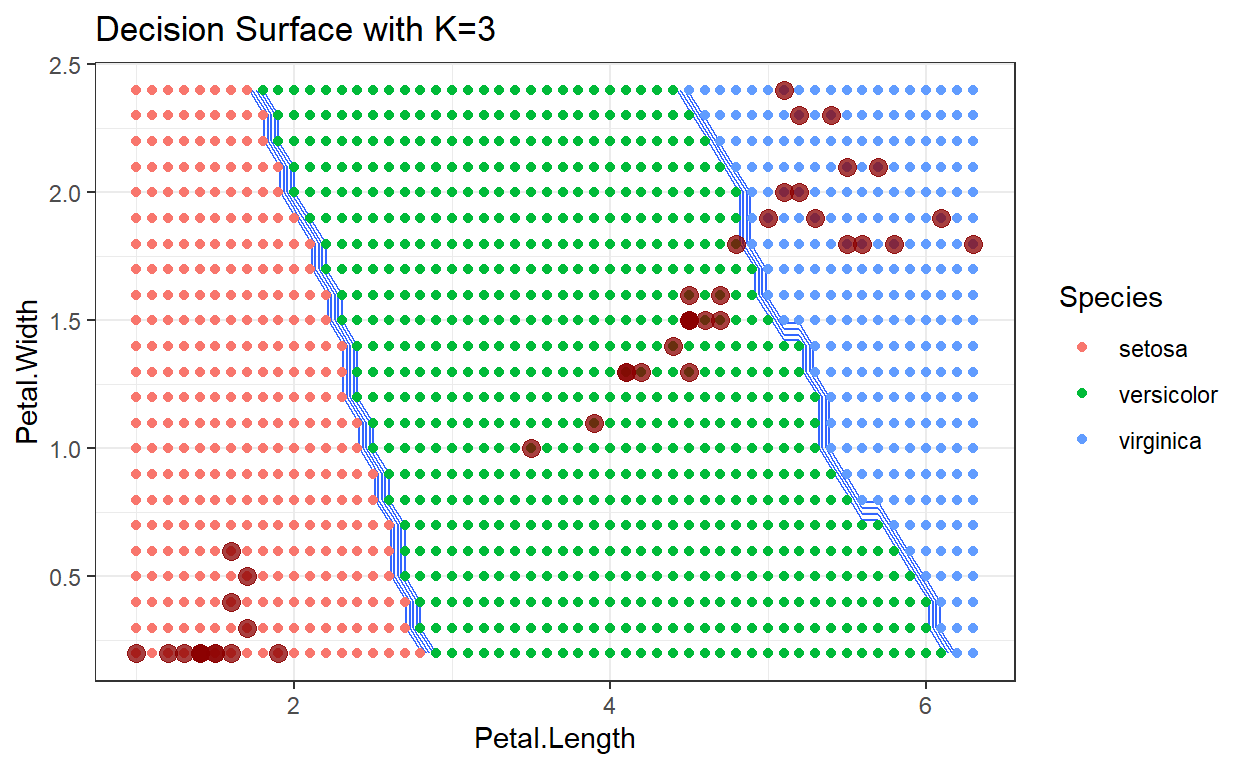 Decision Surface with K=3
2.5
2.0
1.5
1.0
0.5
Petal.Width
2
4
6
Petal.Length
Species
setosa
versicolor
virginica